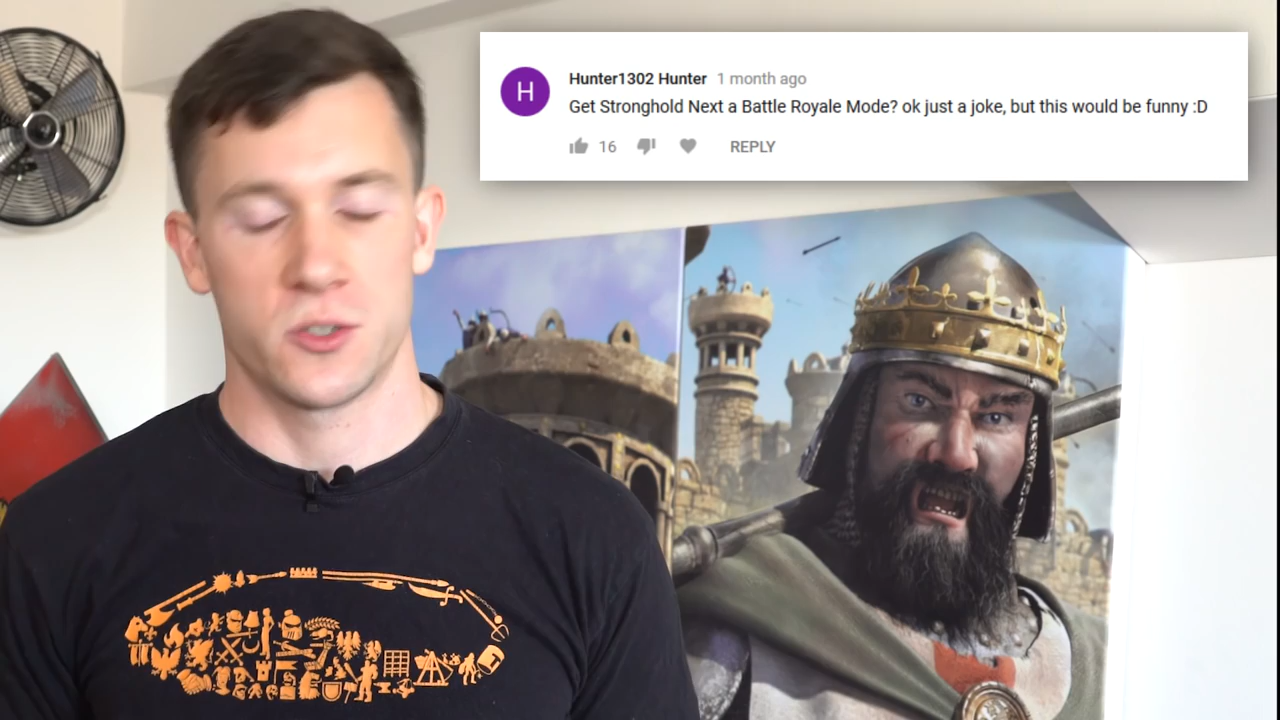 H
Hunter1302 Hunter 1 month ago
Get Stronghold Next a Battle Royale Mode? ok just a joke, but this would be funny :D
16 REPLY